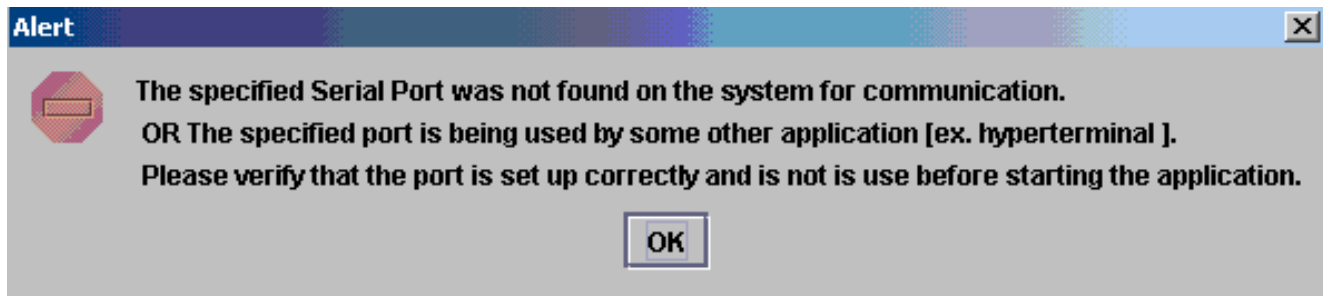 Alert
The specified Serial Port was not found on the system for communication.
OR The specified port is being used by some other application [ex. hyperterminal ].
Please verify that the port is set up correctly and is not is use before starting the application.
OK